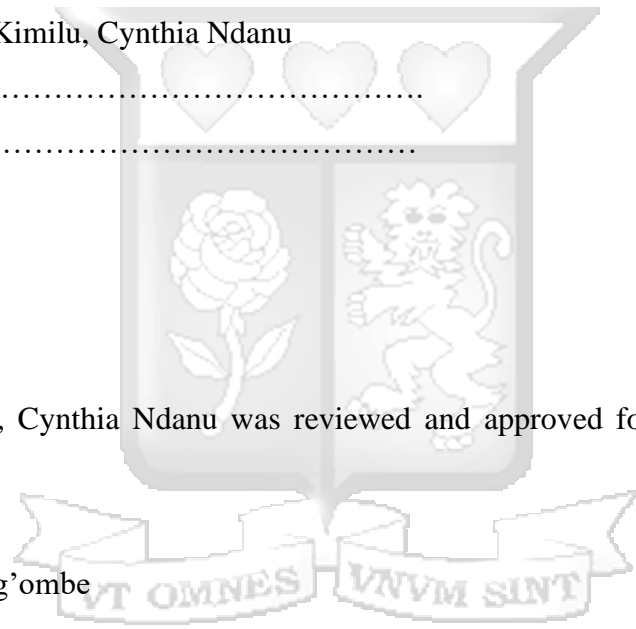 Kimilu, Cynthia Ndanu
……………………………………….
………………………………………
, Cynthia Ndanu was reviewed and approved fo
g’ombe
VT OMNES VNVM SINT